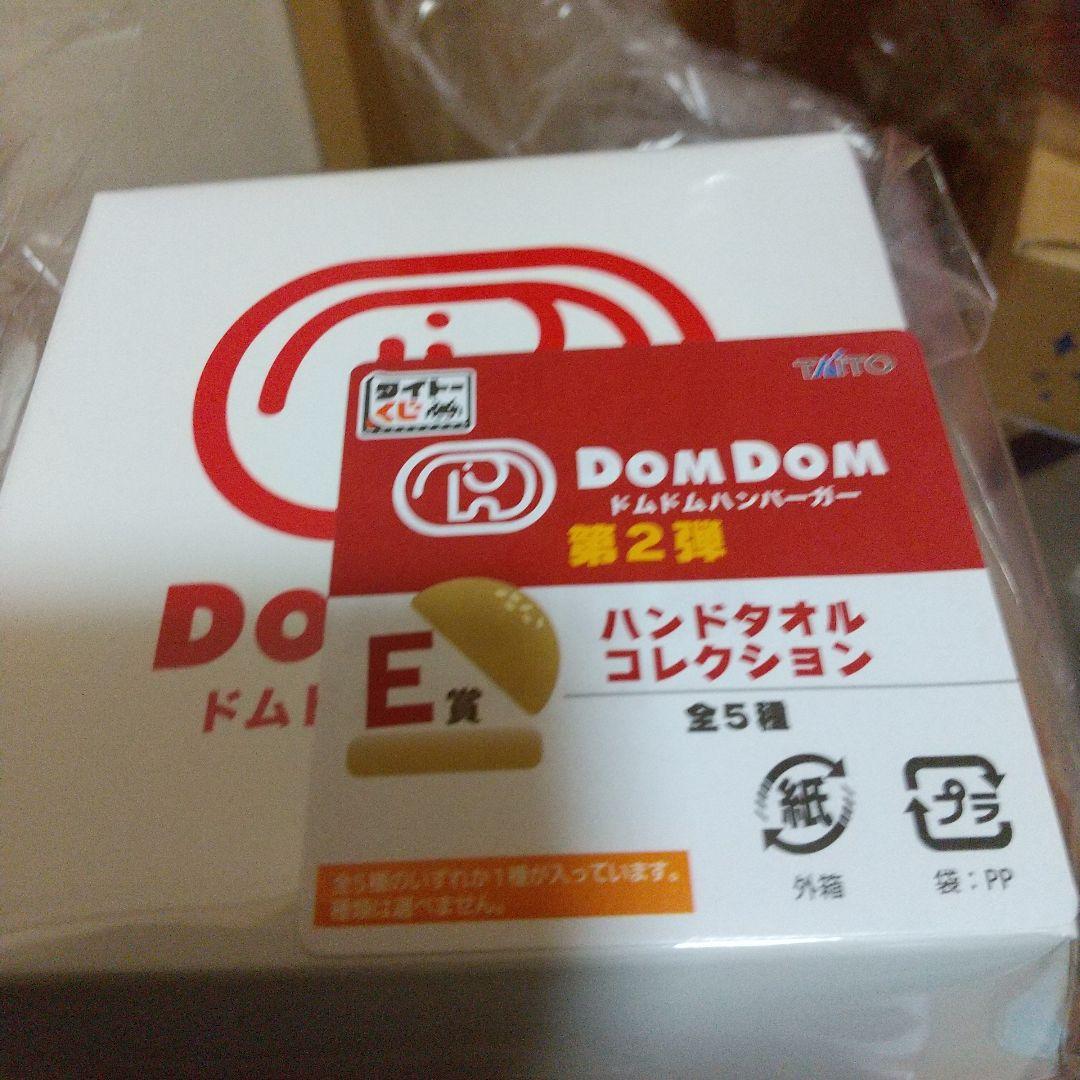 タイトー
くじ
TAITO
DOMDOM
ドムドムハンバーガー
第2弾
E賞
ハンドタオル
コレクション
全5種
紙
外箱
プラ
袋：PP
全5種のいずれか1種が入っています。
種類は選べません。
Do
ドムド